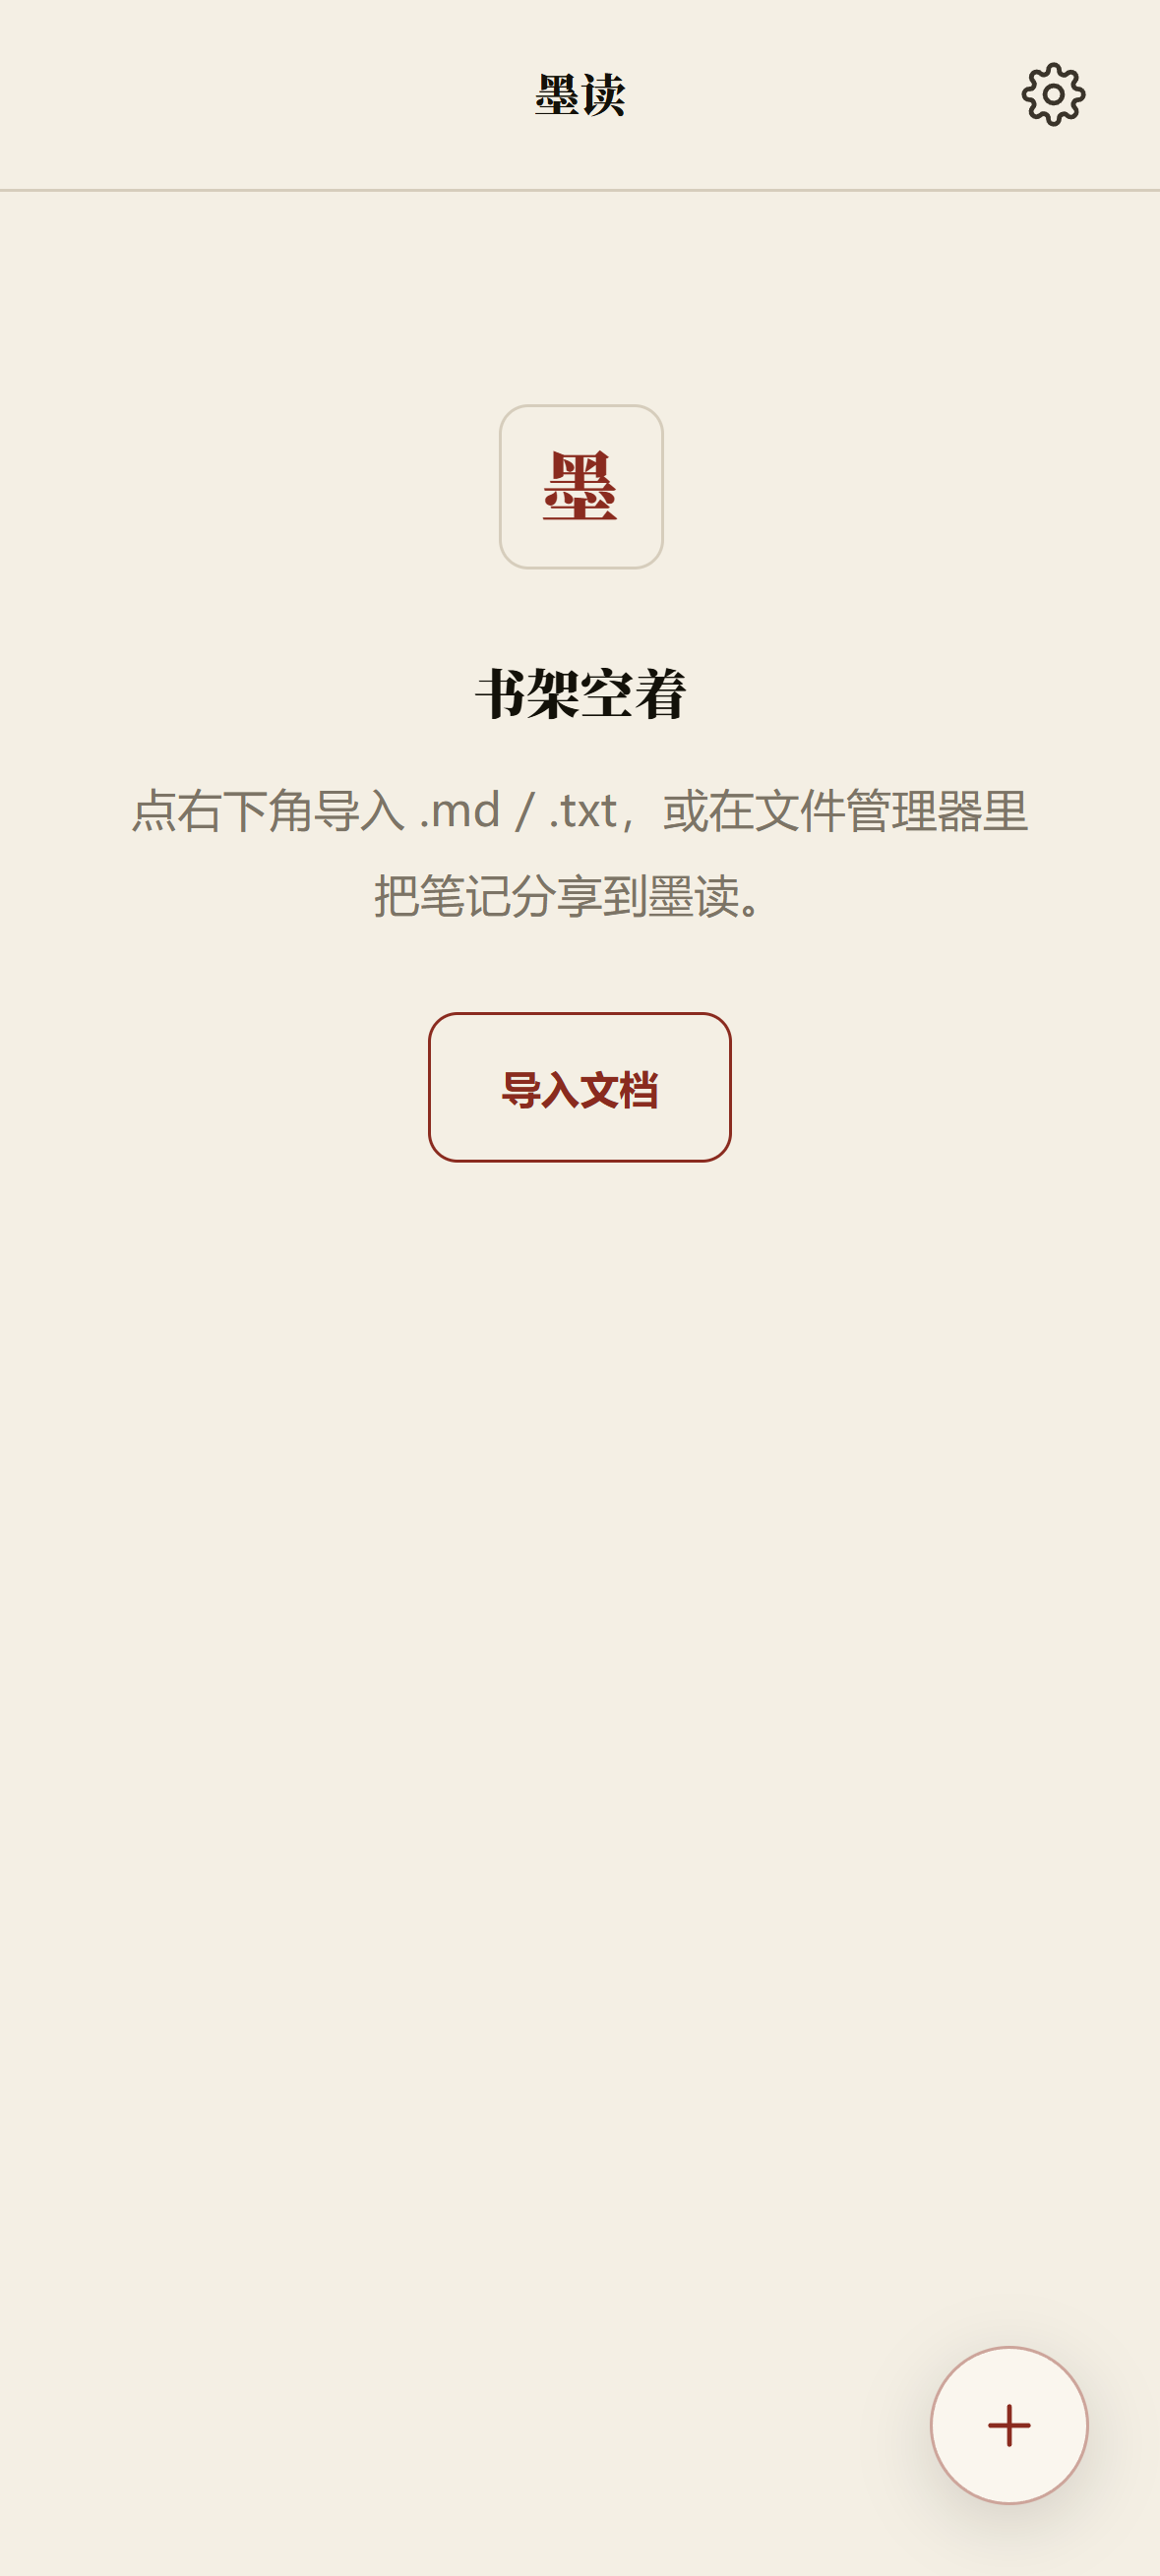 墨读
墨
书架空着
点右下角导入 .md / .txt，或在文件管理器里
把笔记分享到墨读。
导入文档